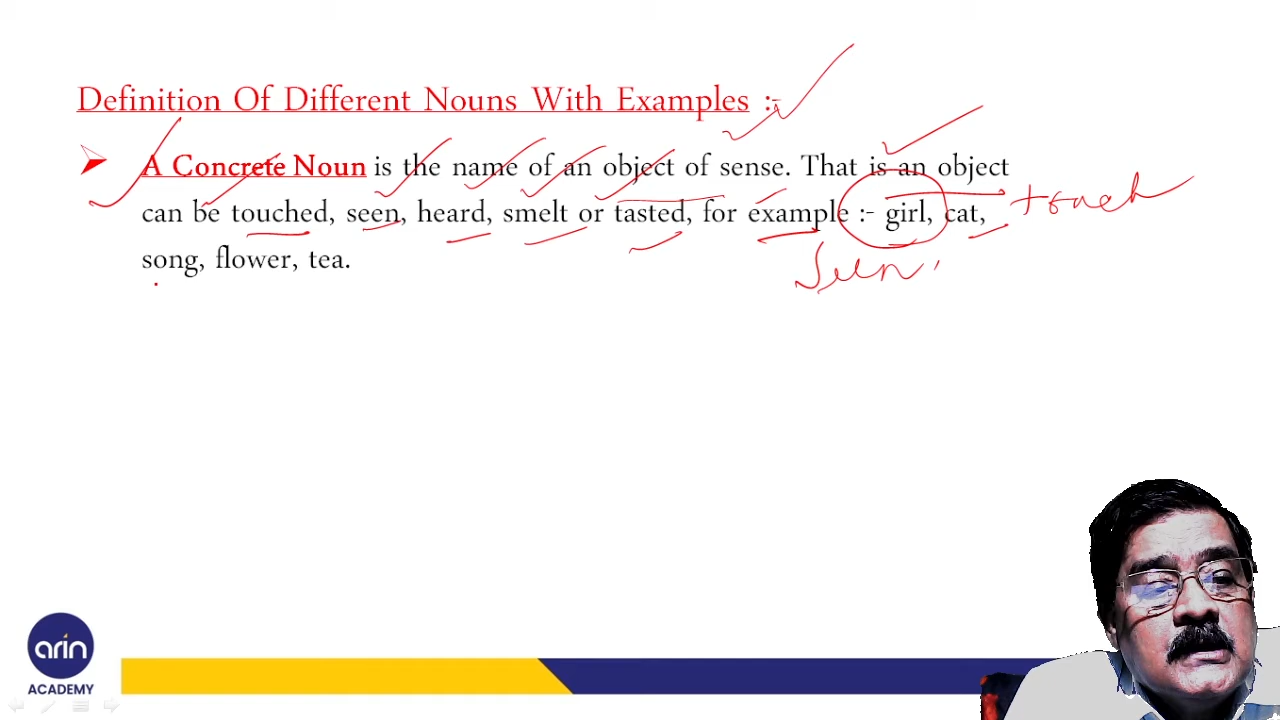 Definition Of Different Nouns With Examples :-
A Concrete Noun is the name of an object of sense. That is an object
can be touched, seen, heard, smelt or tasted, for example :- girl, cat,
touch
song, flower, tea.
Seen
arin
ACADEMY